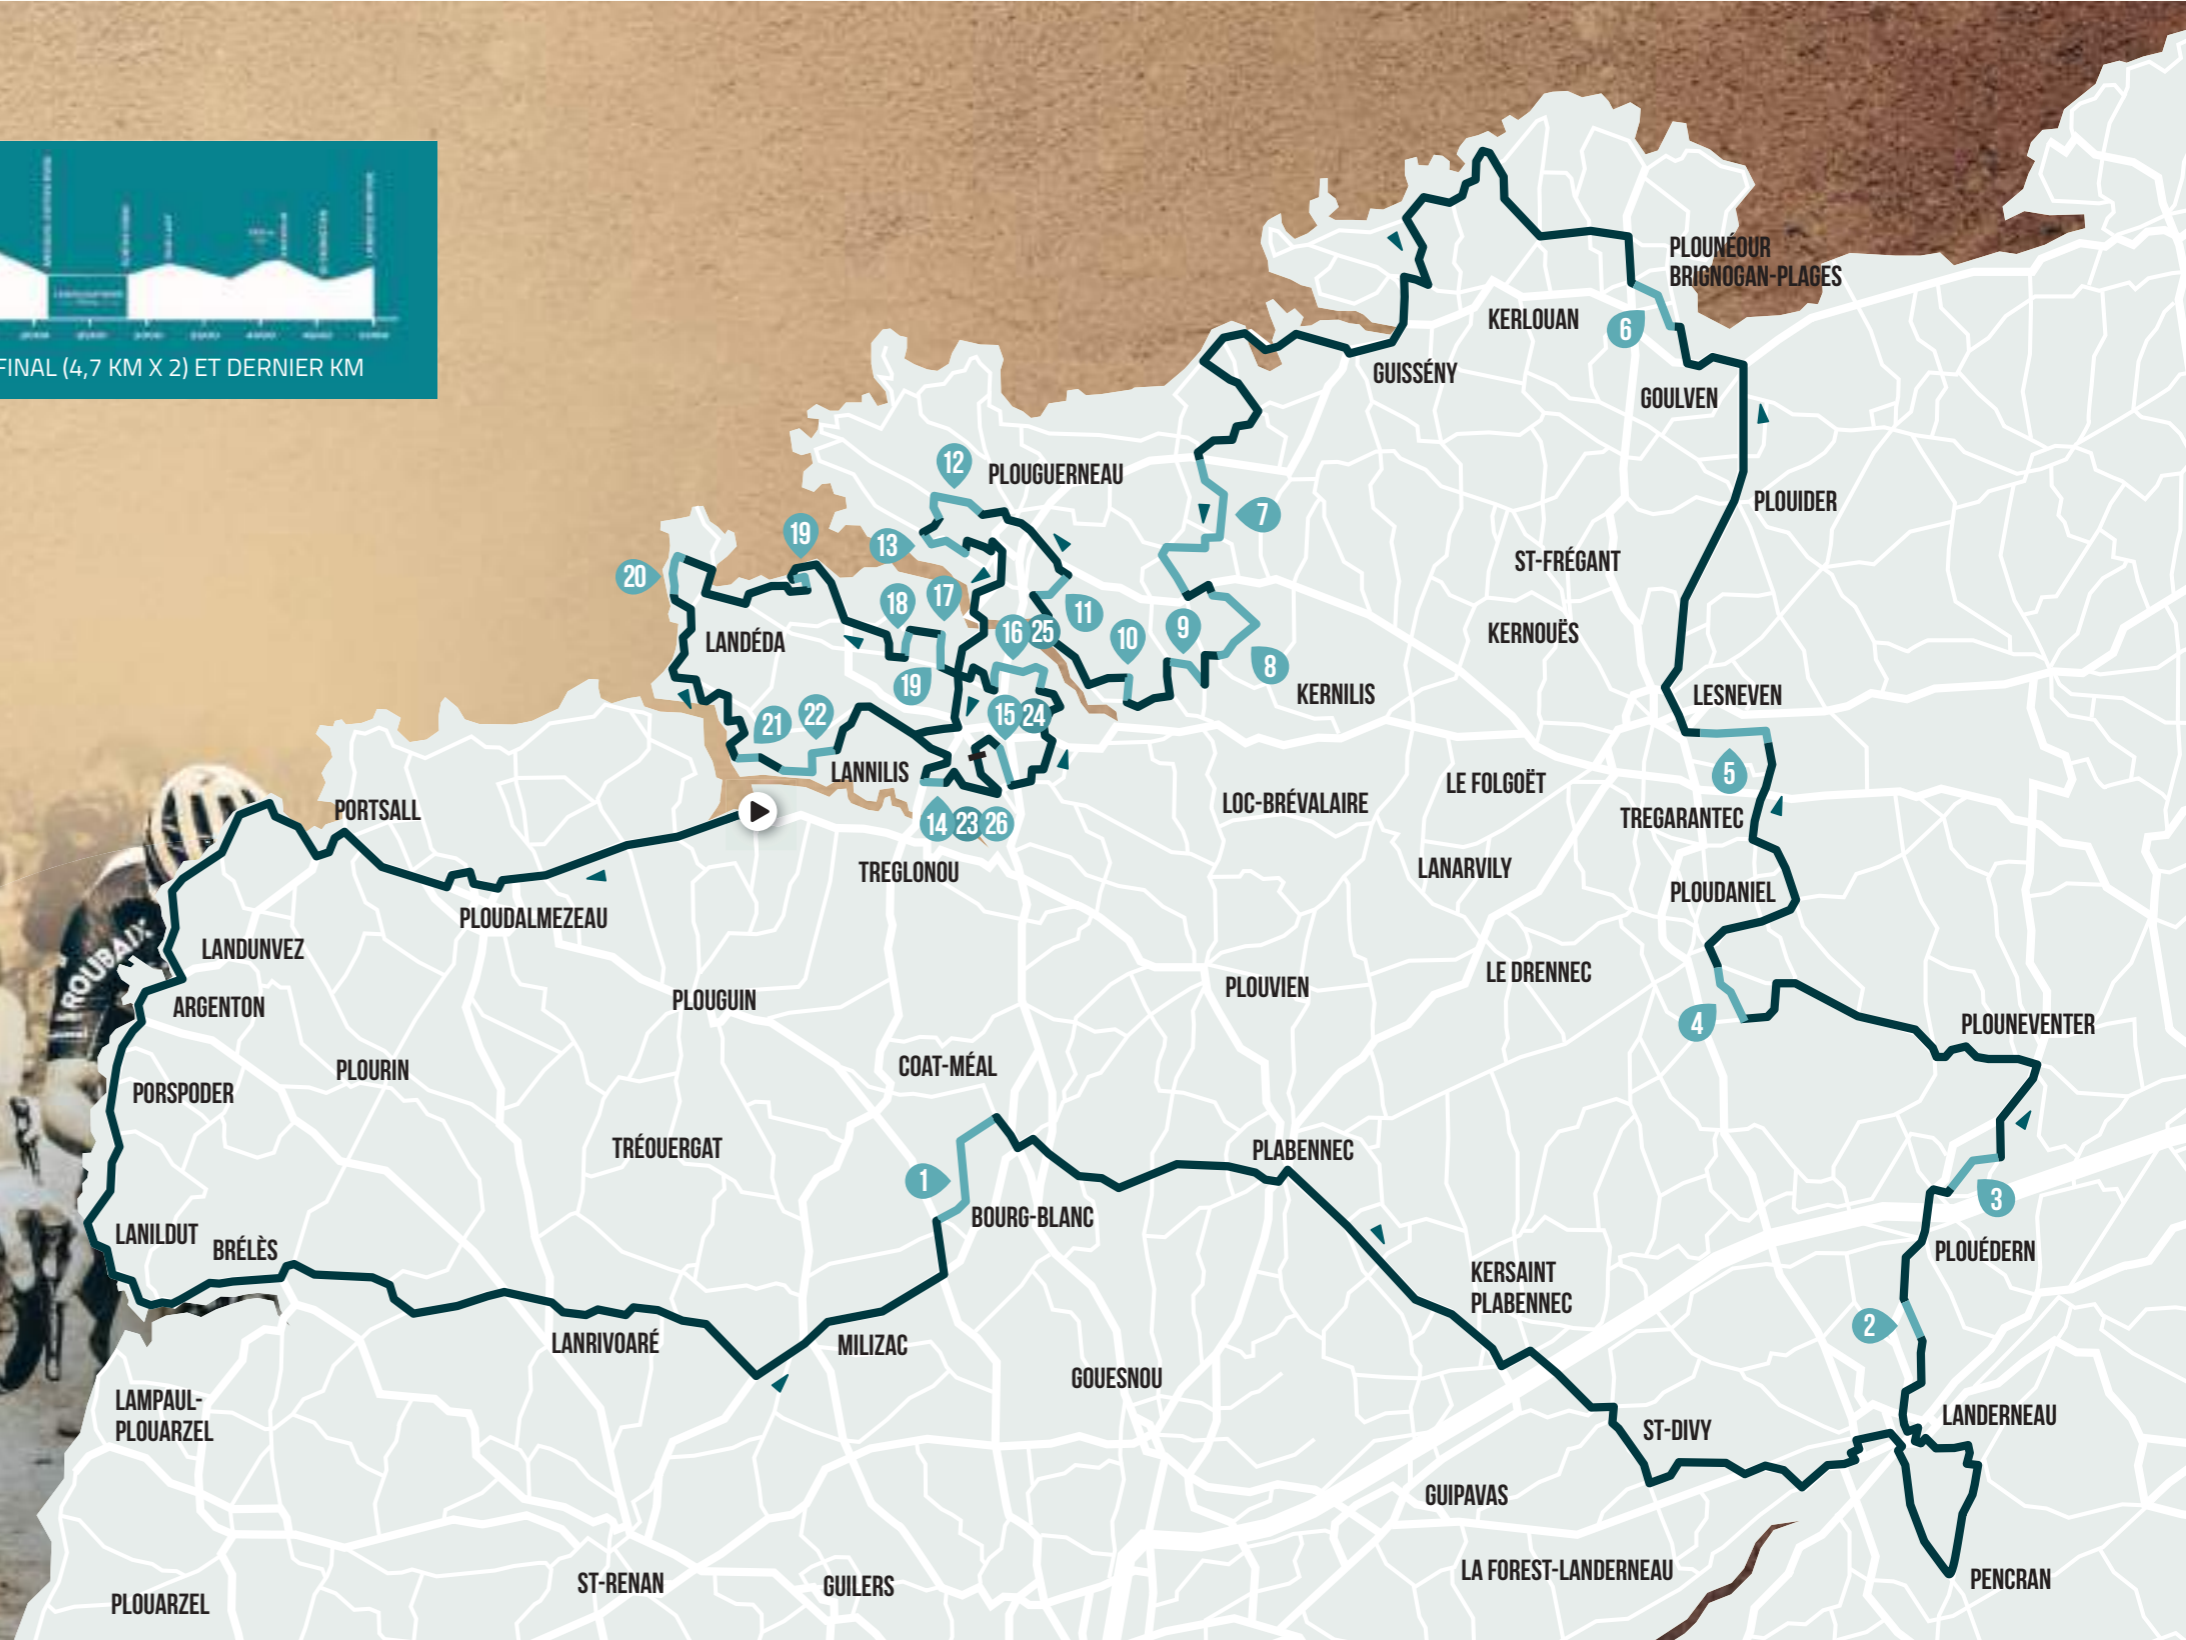 FINAL (4,7 KM X 2) ET DERNIER KM
PLOUNÉOUR
BRIGNOGAN-PLAGES
KERLOUAN
6
GUISSÉNY
GOULVEN
12
PLOUGUERNEAU
7
PLOUIDER
19
13
ST-FRÉGANT
20
18
17
11
16
25
10
9
KERNOUËS
LANDÉDA
8
19
KERNILIS
LESNEVEN
21
22
15
24
LANNILIS
5
LE FOLGOËT
LOC-BRÉVALAIRE
PORTSALL
14
23
26
TREGARANTEC
TREGLONOU
LANARVILY
PLOUDANIEL
PLOUDALMEZEAU
LANDUNVEZ
LI ROUBAIX
LE DRENNEC
PLOUVIEN
PLOUGUIN
ARGENTON
4
PLOUNEVENTER
COAT-MÉAL
PLOURIN
PORSPODER
TRÉOUERGAT
PLABENNEC
1
3
BOURG-BLANC
LANILDUT
BRÉLÈS
PLOUÉDERN
KERSAINT
PLABENNEC
2
LANRIVOARÉ
MILIZAC
GOUESNOU
LAMPAUL-
PLOUARZEL
LANDERNEAU
ST-DIVY
GUIPAVAS
LA FOREST-LANDERNEAU
PENCRAN
ST-RENAN
GUILERS
PLOUARZEL